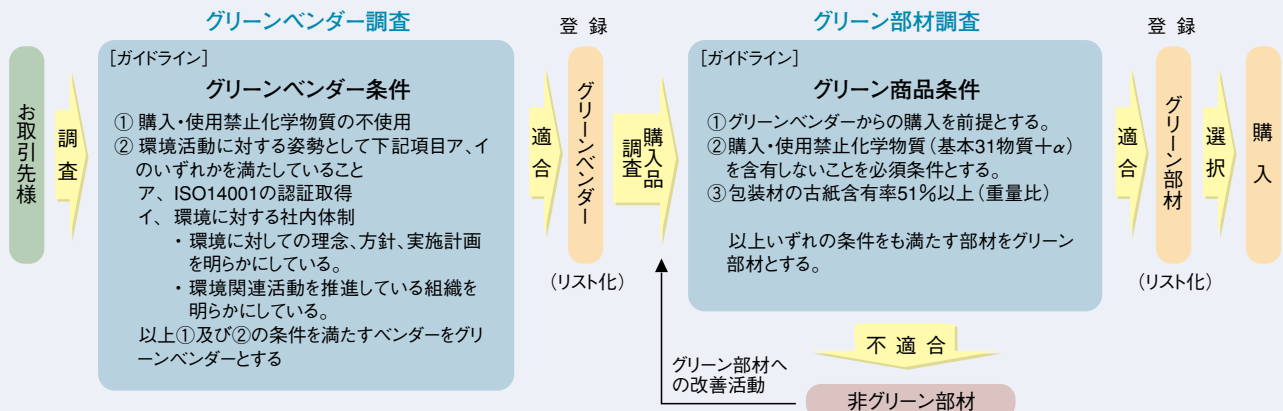 グリーンベンダー調査
登 録
グリーン部材調査
登 録
お取引先様
調査
[ガイドライン]
グリーンベンダー条件
① 購入・使用禁止化学物質の不使用
② 環境活動に対する姿勢として下記項目ア、イ
のいずれかを満たしていること
ア、ISO14001の認証取得
イ、環境に対する社内体制
・環境に対しての理念、方針、実施計画
を明らかにしている。
・環境関連活動を推進している組織を
明らかにしている。
以上①及び②の条件を満たすベンダーをグリ
ーンベンダーとする
適合
グリーンベンダー
(リスト化)
購入品
調査
[ガイドライン]
グリーン商品条件
①グリーンベンダーからの購入を前提とする。
②購入・使用禁止化学物質(基本31物質+α)
を含有しないことを必須条件とする。
③包装材の古紙含有率51%以上(重量比)
以上いずれの条件をも満たす部材をグリーン
部材とする。
適合
グリーン部材
(リスト化)
選択
購入
不 適 合
グリーン部材へ
の改善活動
非グリーン部材